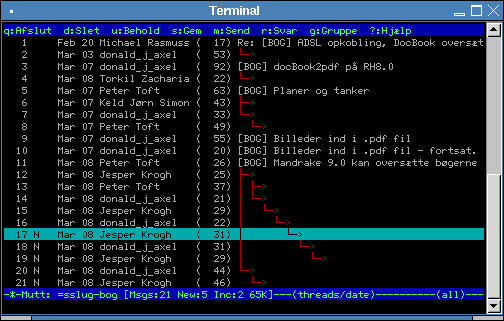 Terminal
q:Afslut  d:Slet  u:Behold  s:Gem  m:Send  r:Svar  g:Gruppe  ?:Hjælp
1     Feb 20 Michael Rasmuss (  17) Re: [BOG] ADSL opkobling, DocBook oversæt
2     Mar 03 donald_j_axel   (  53)
3     Mar 07 donald_j_axel   (  92) [BOG] docBook2pdf på RH8.0
4     Mar 08 Torkil Zacharia (  22)
5     Mar 07 Peter Toft      (  63) [BOG] Planer og tanker
6     Mar 07 Keld Jørn Simon (  43)
7     Mar 08 donald_j_axel   (  33)
8     Mar 07 Peter Toft      (  49)
9     Mar 08 donald_j_axel   (  55) [BOG] Billeder ind i .pdf fil
10     Mar 08 donald_j_axel   (  20) [BOG] Billeder ind i .pdf fil - fortsat.
11     Mar 08 Peter Toft      (  26) [BOG] Mandrake 9.0 kan oversætte bøgerne
12     Mar 08 Jesper Krogh    (  25)
13     Mar 08 Peter Toft      (  37)
14     Mar 08 donald_j_axel   (  21)
15     Mar 08 Jesper Krogh    (  29)
16     Mar 08 donald_j_axel   (  22)
17 N   Mar 08 Jesper Krogh    (  31)
18 N   Mar 08 donald_j_axel   (  31)
19 N   Mar 08 Jesper Krogh    (  29)
20 N   Mar 08 donald_j_axel   (  44)
21 N   Mar 08 Jesper Krogh    (  46)
-*-Mutt: =sslug-bog [Msgs:21 New:5 Inc:2 65K]---(threads/date)----------(all)---